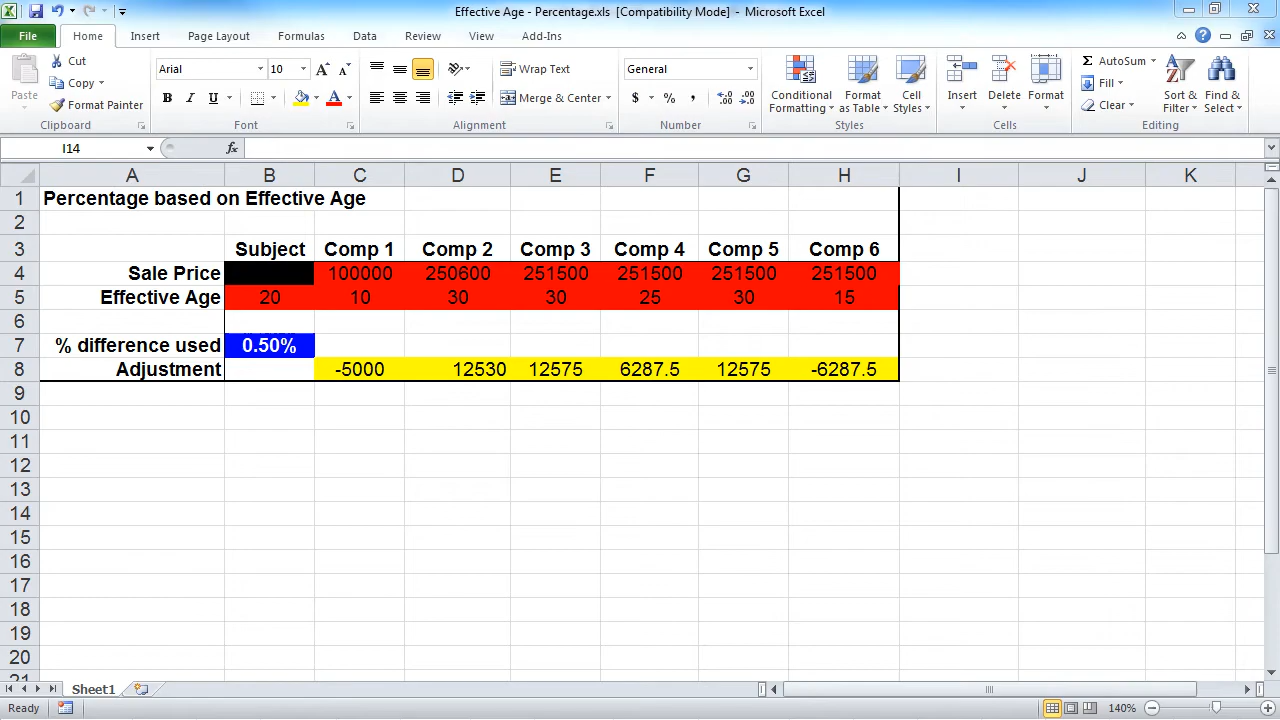 Effective Age - Percentage.xls [Compatibility Mode] - Microsoft Excel
File Home Insert Page Layout Formulas Data Review View Add-Ins
Paste Cut Copy Format Painter
Arial 10 B I U
Wrap Text Merge & Center
General $ % ,
Conditional Formatting Format as Table Cell Styles
Insert Delete Format
AutoSum Fill Clear Sort & Filter Find & Select
Clipboard Font Alignment Number Styles Cells Editing
I14 fx
A B C D E F G H I J K
1 Percentage based on Effective Age
2
3 Subject Comp 1 Comp 2 Comp 3 Comp 4 Comp 5 Comp 6
4 Sale Price 100000 250600 251500 251500 251500 251500
5 Effective Age 20 10 30 30 25 30 15
6
7 % difference used 0.50%
8 Adjustment -5000 12530 12575 6287.5 12575 -6287.5
9
10
11
12
13
14
15
16
17
18
19
20
21
Sheet1
Ready 140%